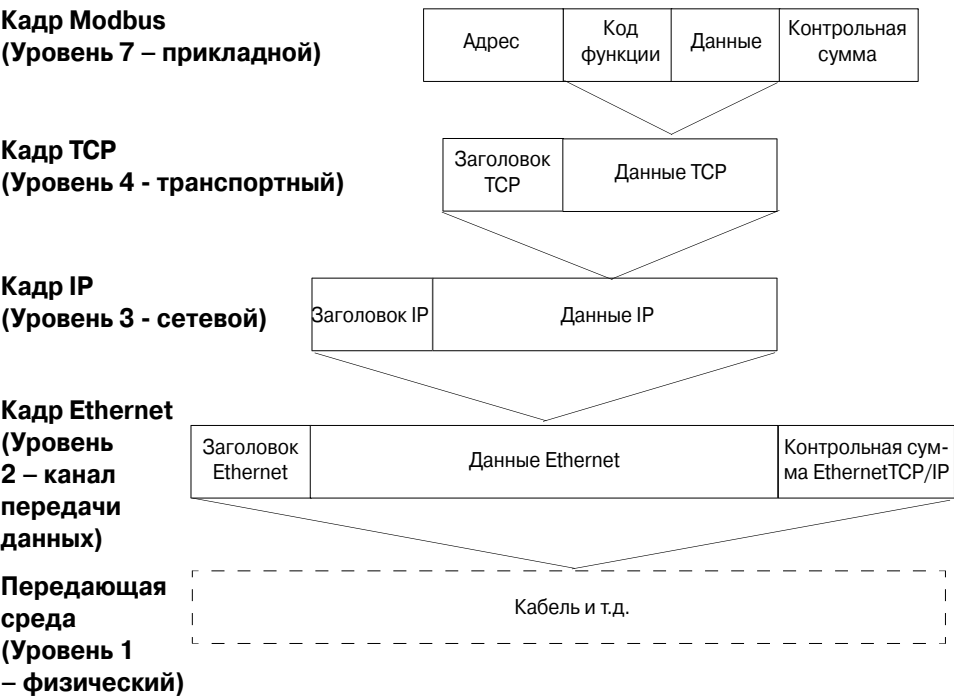 Кадр Modbus
(Уровень 7 – прикладной)
Адрес
Код
функции
Данные
Контрольная
сумма
Кадр TCP
(Уровень 4 - транспортный)
Заголовок
TCP
Данные TCP
Кадр IP
(Уровень 3 - сетевой)
Заголовок IP
Данные IP
Кадр Ethernet
(Уровень
2 – канал
передачи
данных)
Заголовок
Ethernet
Данные Ethernet
Контрольная сум-
ма EthernetTCP/IP
Передающая
среда
(Уровень 1
– физический)
Кабель и т.д.